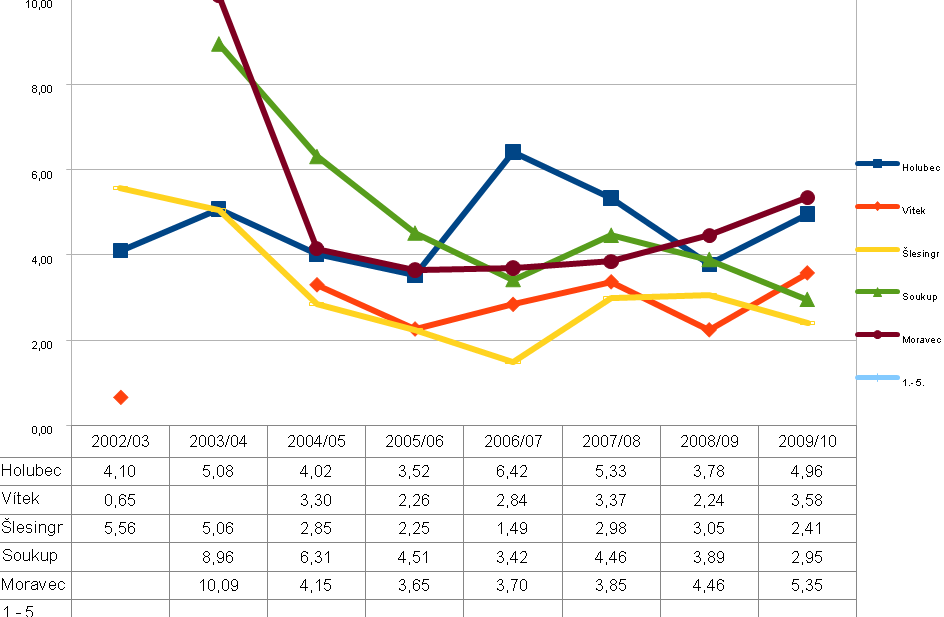 10,00
8,00
6,00
4,00
2,00
0,00
Holubec
Vítek
Šlesingr
Soukup
Moravec
1.- 5.
2002/03 2003/04 2004/05 2005/06 2006/07 2007/08 2008/09 2009/10
Holubec 4,10 5,08 4,02 3,52 6,42 5,33 3,78 4,96
Vítek 0,65 3,30 2,26 2,84 3,37 2,24 3,58
Šlesingr 5,56 5,06 2,85 2,25 1,49 2,98 3,05 2,41
Soukup 8,96 6,31 4,51 3,42 4,46 3,89 2,95
Moravec 10,09 4,15 3,65 3,70 3,85 4,46 5,35
1 - 5